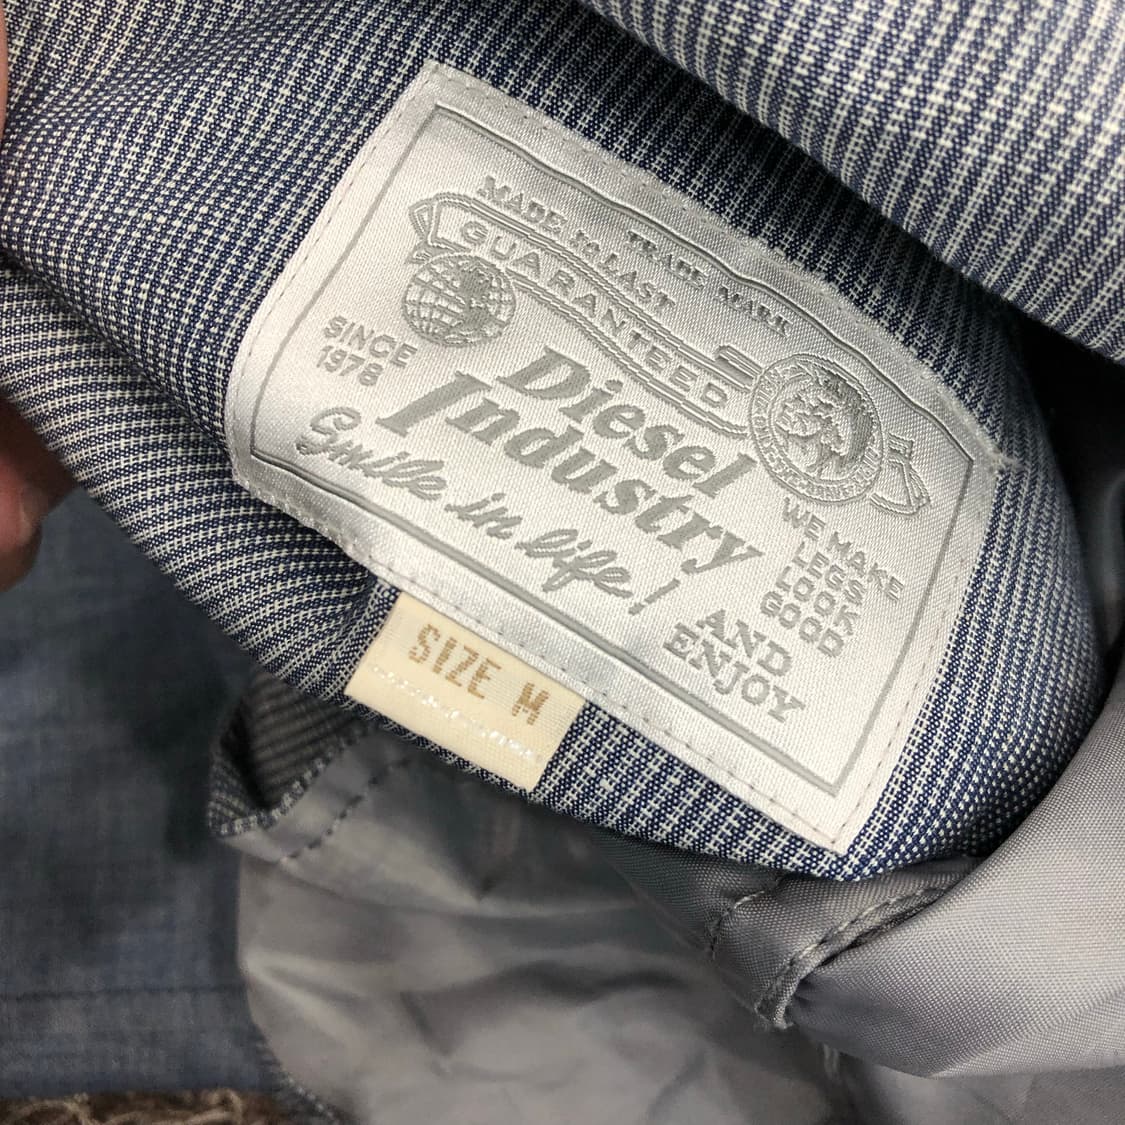 TRADE MARK
MADE to LAST
GUARANTEED
SINCE
1978
Diesel
Industry
Smile in life!
WE MAKE
LEGS
LOOK
GOOD
AND
ENJOY
SIZE M